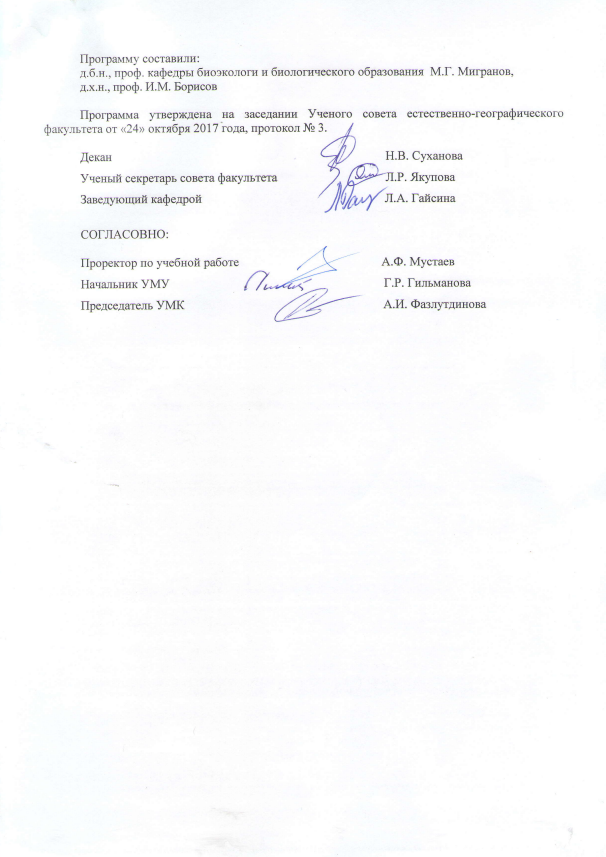 Программу составили:
д.б.н., проф. кафедры биоэкологи и биологического образования М.Г. Мигранов,
д.х.н., проф. И.М. Борисов
Программа утверждена на заседании Ученого совета естественно-географического
факультета от «24» октября 2017 года, протокол № 3.
Декан Н.В. Суханова
Ученый секретарь совета факультета Л.Р. Якупова
Заведующий кафедрой Л.А. Гайсина
СОГЛАСОВНО:
Проректор по учебной работе А.Ф. Мустаев
Начальник УМУ Г.Р. Гильманова
Председатель УМК А.И. Фазлутдинова